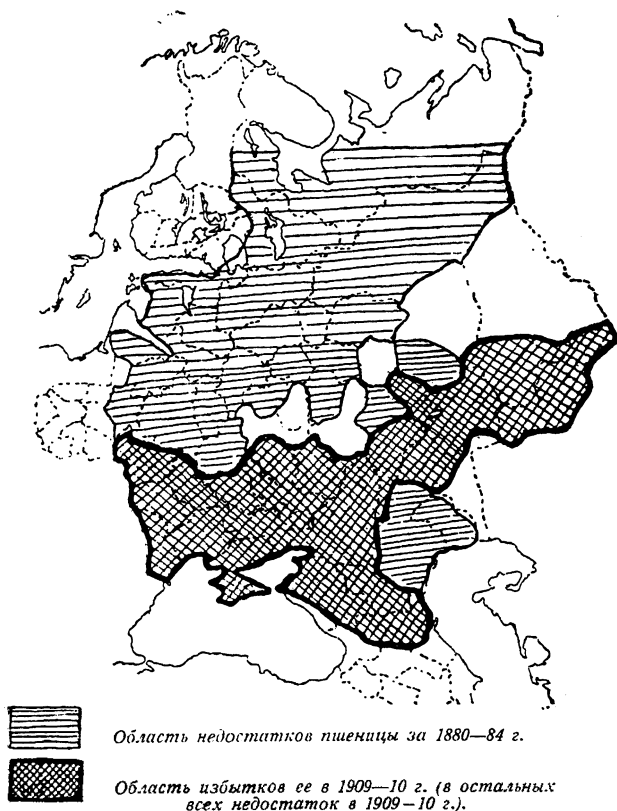 Область недостатков пшеницы за 1880—84 г.
Область избытков ее в 1909—10 г. (в остальных
всех недостаток в 1909—10 г.).